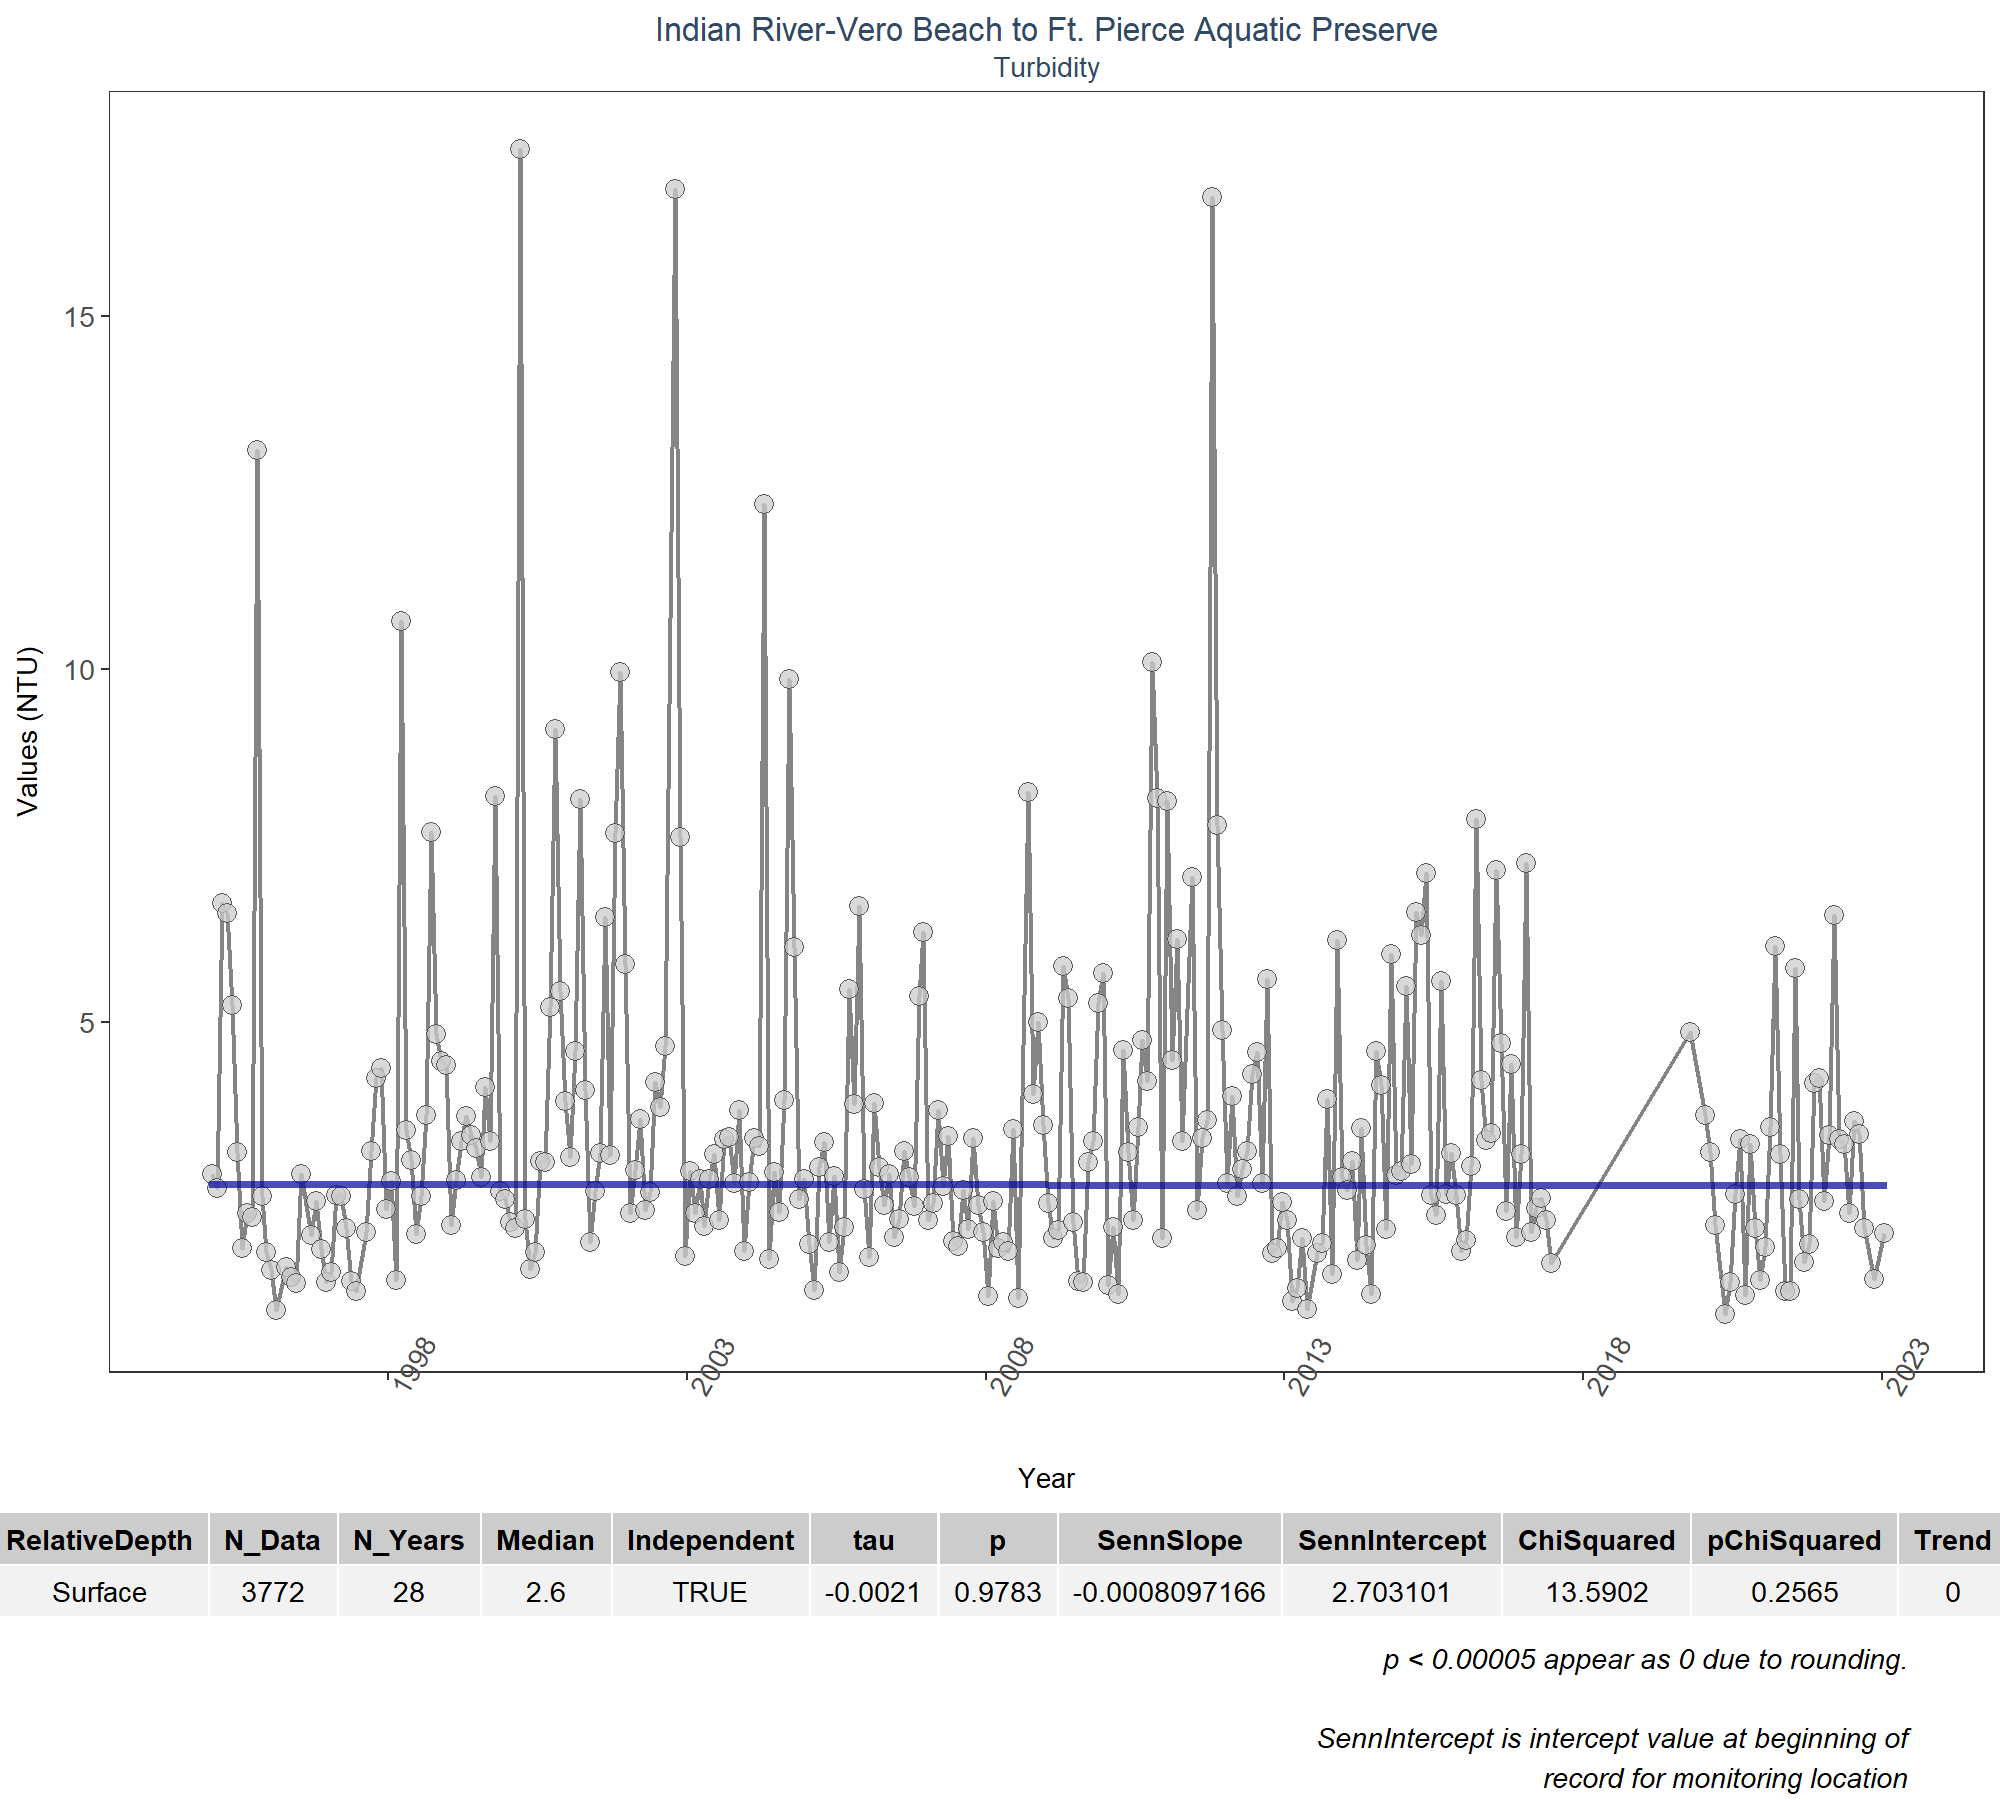 Indian River-Vero Beach to Ft. Pierce Aquatic Preserve
Turbidity
Values (NTU)
15
10
5
1998 2003 2008 2013 2018 2023
Year
RelativeDepth N_Data N_Years Median Independent tau p SennSlope SennIntercept ChiSquared pChiSquared Trend
Surface 3772 28 2.6 TRUE -0.0021 0.9783 -0.0008097166 2.703101 13.5902 0.2565 0
p < 0.00005 appear as 0 due to rounding.
SennIntercept is intercept value at beginning of
record for monitoring location